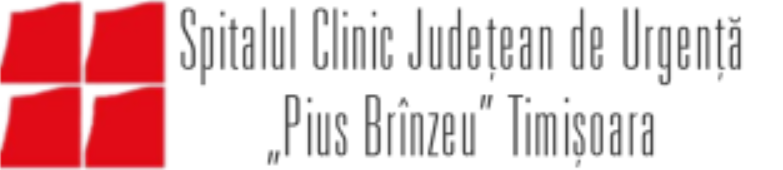 Spitalul Clinic Județean de Urgență
„Pius Brînzeu” Timișoara